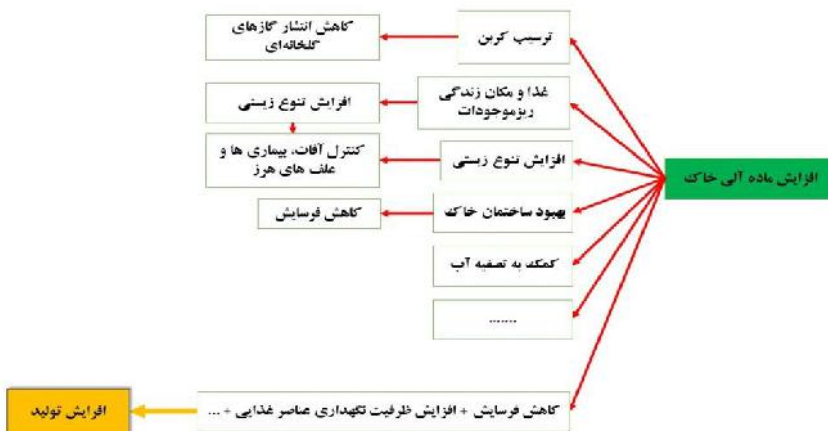 کاهش انتشار گازهای
گلخانه‌ای
ترسیب کربن
غذا و مکان زندگی
ریزموجودات
افزایش تنوع زیستی
کنترل آفات، بیماری ها و
علف های هرز
افزایش تنوع زیستی
افزایش ماده آلی خاک
بهبود ساختمان خاک
کاهش فرسایش
کمک به تصفیه آب
.......
کاهش فرسایش + افزایش ظرفیت نگهداری عناصر غذایی + ...
افزایش تولید